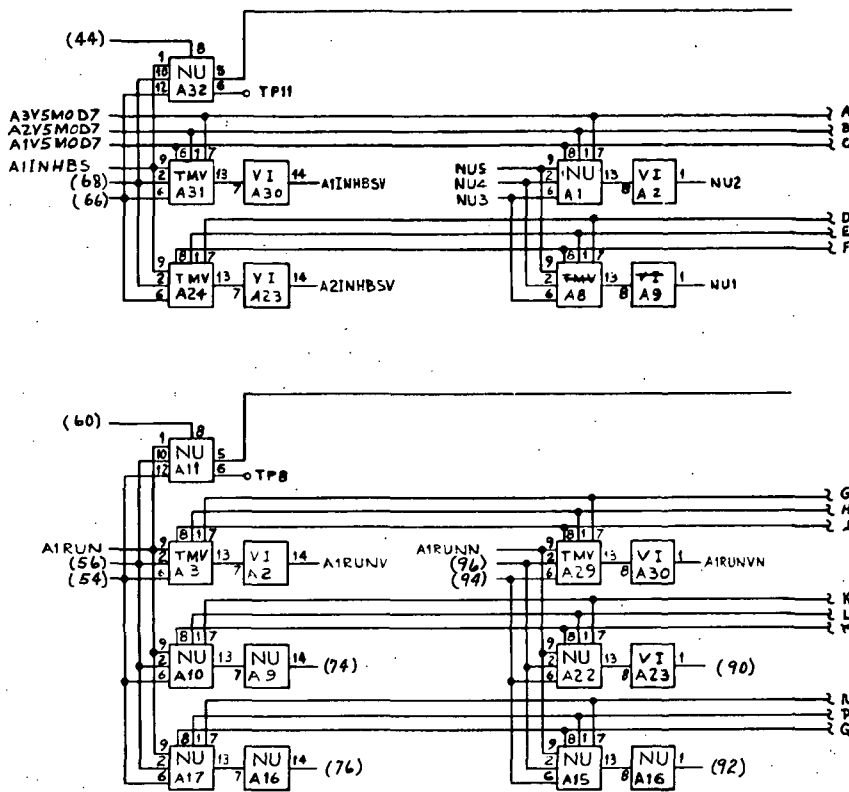 (44)
8
1 NU 5
10 A32 6 TP11
12
A3V5MOD7 A
A2V5MOD7 B
A1V5MOD7 C
A1INHBS 9 6 1 7 NU5 9 8 1 7
(68) 2 TMV 13 VI 14 A1INHBSV NU4 2 NU 13 VI 1 NU2
(66) 6 A31 7 A30 NU3 6 A1 8 A2
D
E
F
9 8 1 7 9 8 1 7
2 TMV 13 VI 14 A2INHBSV 2 TMV 13 VI 1 NU1
6 A24 7 A23 6 A8 8 A9
(60)
8
1 NU 5
10 A11 6 TP8
12
G
H
J
A1RUN 9 8 1 7 A1RUNN 9 8 1 7
(56) 2 TMV 13 VI 14 A1RUNV (96) 2 TMV 13 VI 1 A1RUNVN
(54) 6 A3 7 A2 (94) 6 A29 8 A30
K
L
9 8 1 7 9 8 1 7
2 NU 13 NU 14 (74) 2 NU 13 VI 1 (90)
6 A10 7 A9 6 A22 8 A23
N
P
9 8 1 7 9 8 1 7
2 NU 13 NU 14 (76) 2 NU 13 NU 1 (92)
6 A17 7 A16 6 A15 8 A16